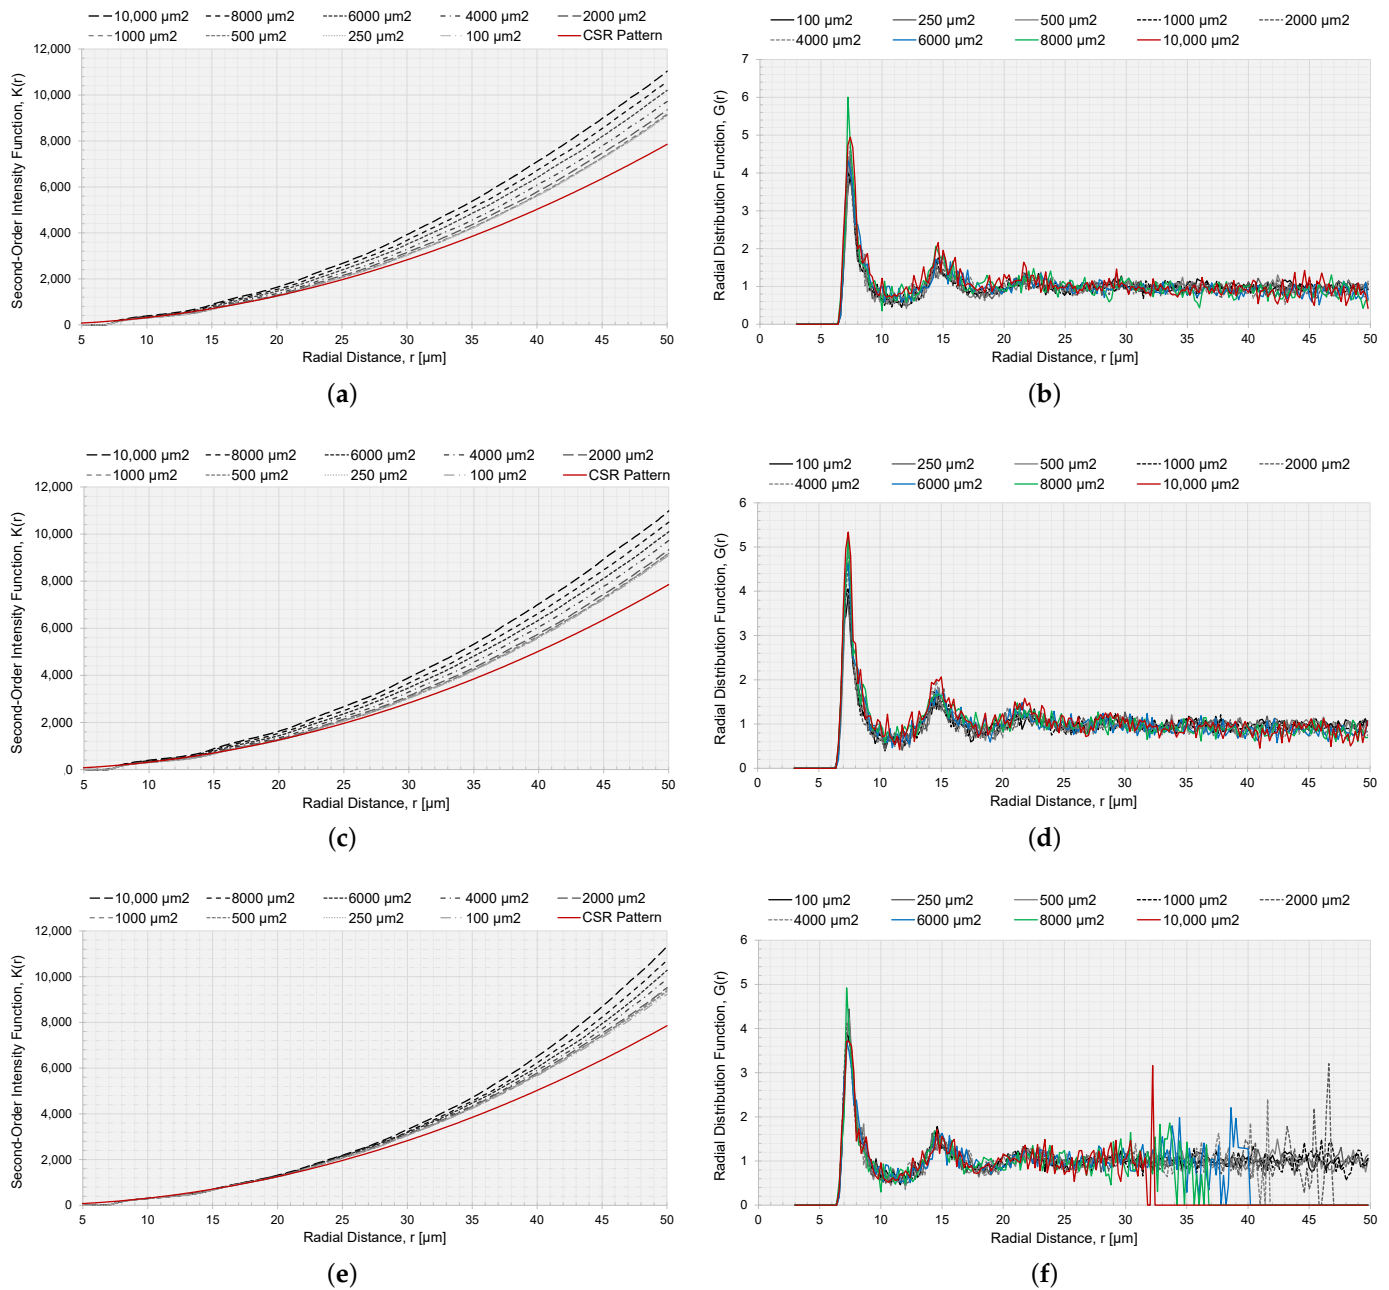 10,000 µm2 8000 µm2 6000 µm2 4000 µm2 2000 µm2
1000 µm2 500 µm2 250 µm2 100 µm2 CSR Pattern
12,000
10,000
8,000
6,000
4,000
2,000
0
Second-Order Intensity Function, K(r)
5 10 15 20 25 30 35 40 45 50
Radial Distance, r [µm]
(a)
100 µm2 250 µm2 500 µm2 1000 µm2 2000 µm2
4000 µm2 6000 µm2 8000 µm2 10,000 µm2
7
6
5
4
3
2
1
0
Radial Distribution Function, G(r)
0 5 10 15 20 25 30 35 40 45 50
Radial Distance, r [µm]
(b)
10,000 µm2 8000 µm2 6000 µm2 4000 µm2 2000 µm2
1000 µm2 500 µm2 250 µm2 100 µm2 CSR Pattern
12,000
10,000
8,000
6,000
4,000
2,000
.0
Second-Order Intensity Function, K(r)
5 10 15 20 25 30 35 40 45 50
Radial Distance, r [µm]
(c)
100 µm2 250 µm2 500 µm2 1000 µm2 2000 µm2
4000 µm2 6000 µm2 8000 µm2 10,000 µm2
6
5
4
3
2
1
0
Radial Distribution Function, G(r)
0 5 10 15 20 25 30 35 40 45 50
Radial Distance, r [µm]
(d)
10,000 µm2 8000 µm2 6000 µm2 4000 µm2 2000 µm2
1000 µm2 500 µm2 250 µm2 100 µm2 CSR Pattern
12,000
10,000
8,000
6,000
4,000
2,000
0
Second-Order Intensity Function, K(r)
5 10 15 20 25 30 35 40 45 50
Radial Distance, r [µm]
(e)
100 µm2 250 µm2 500 µm2 1000 µm2 2000 µm2
4000 µm2 6000 µm2 8000 µm2 10,000 µm2
6
5
4
3
2
1
0
Radial Distribution Function, G(r)
0 5 10 15 20 25 30 35 40 45 50
Radial Distance, r [µm]
(f)